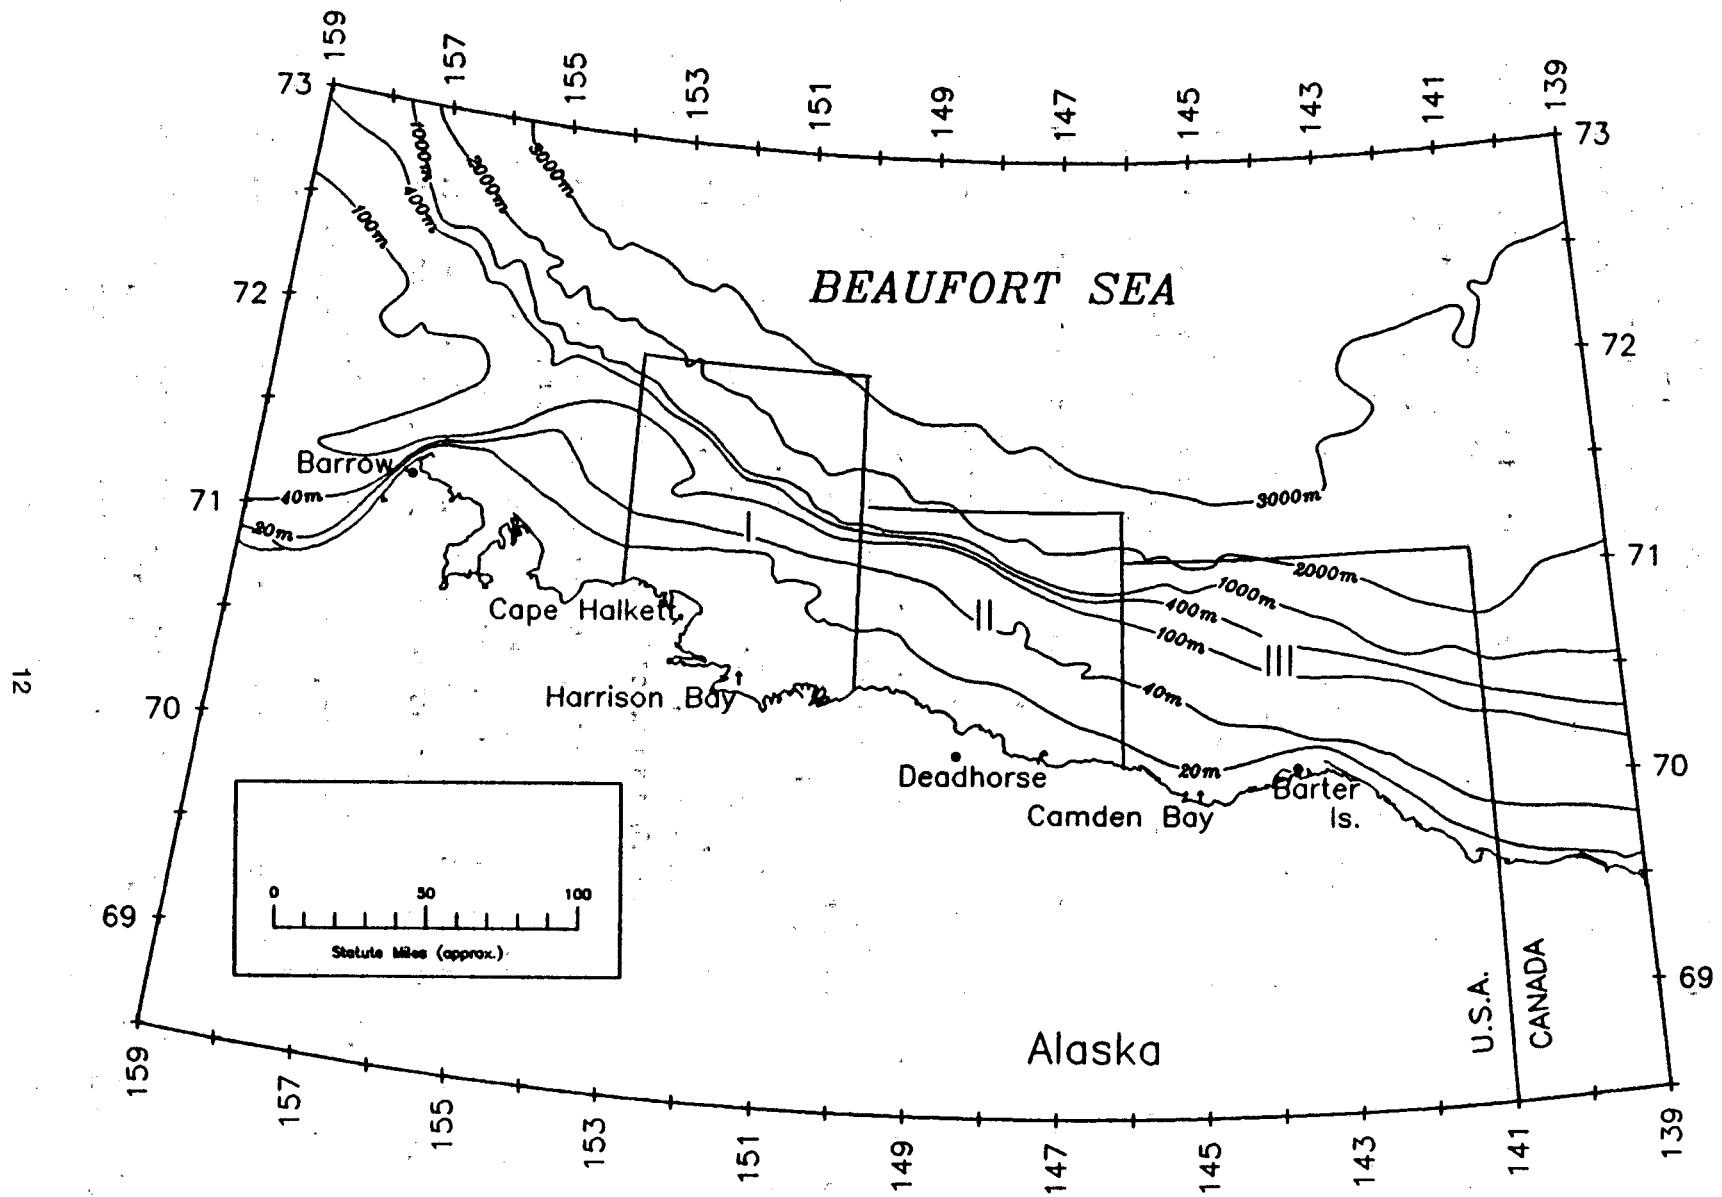 159
157
155
153
151
149
147
145
143
141
139
73
73
1000m
2000m
3000m
400m
100m
BEAUFORT SEA
72
72
Barrow
71
40m
20m
3000m
71
I
2000m
1000m
400m
100m
II
III
Cape Halkett
12
40m
70
Harrison Bay
70
20m
Deadhorse
Barter
Is.
Camden Bay
0 50 100
Statute Miles (approx.)
69
69
U.S.A.
CANADA
Alaska
159
157
155
153
151
149
147
145
143
141
139